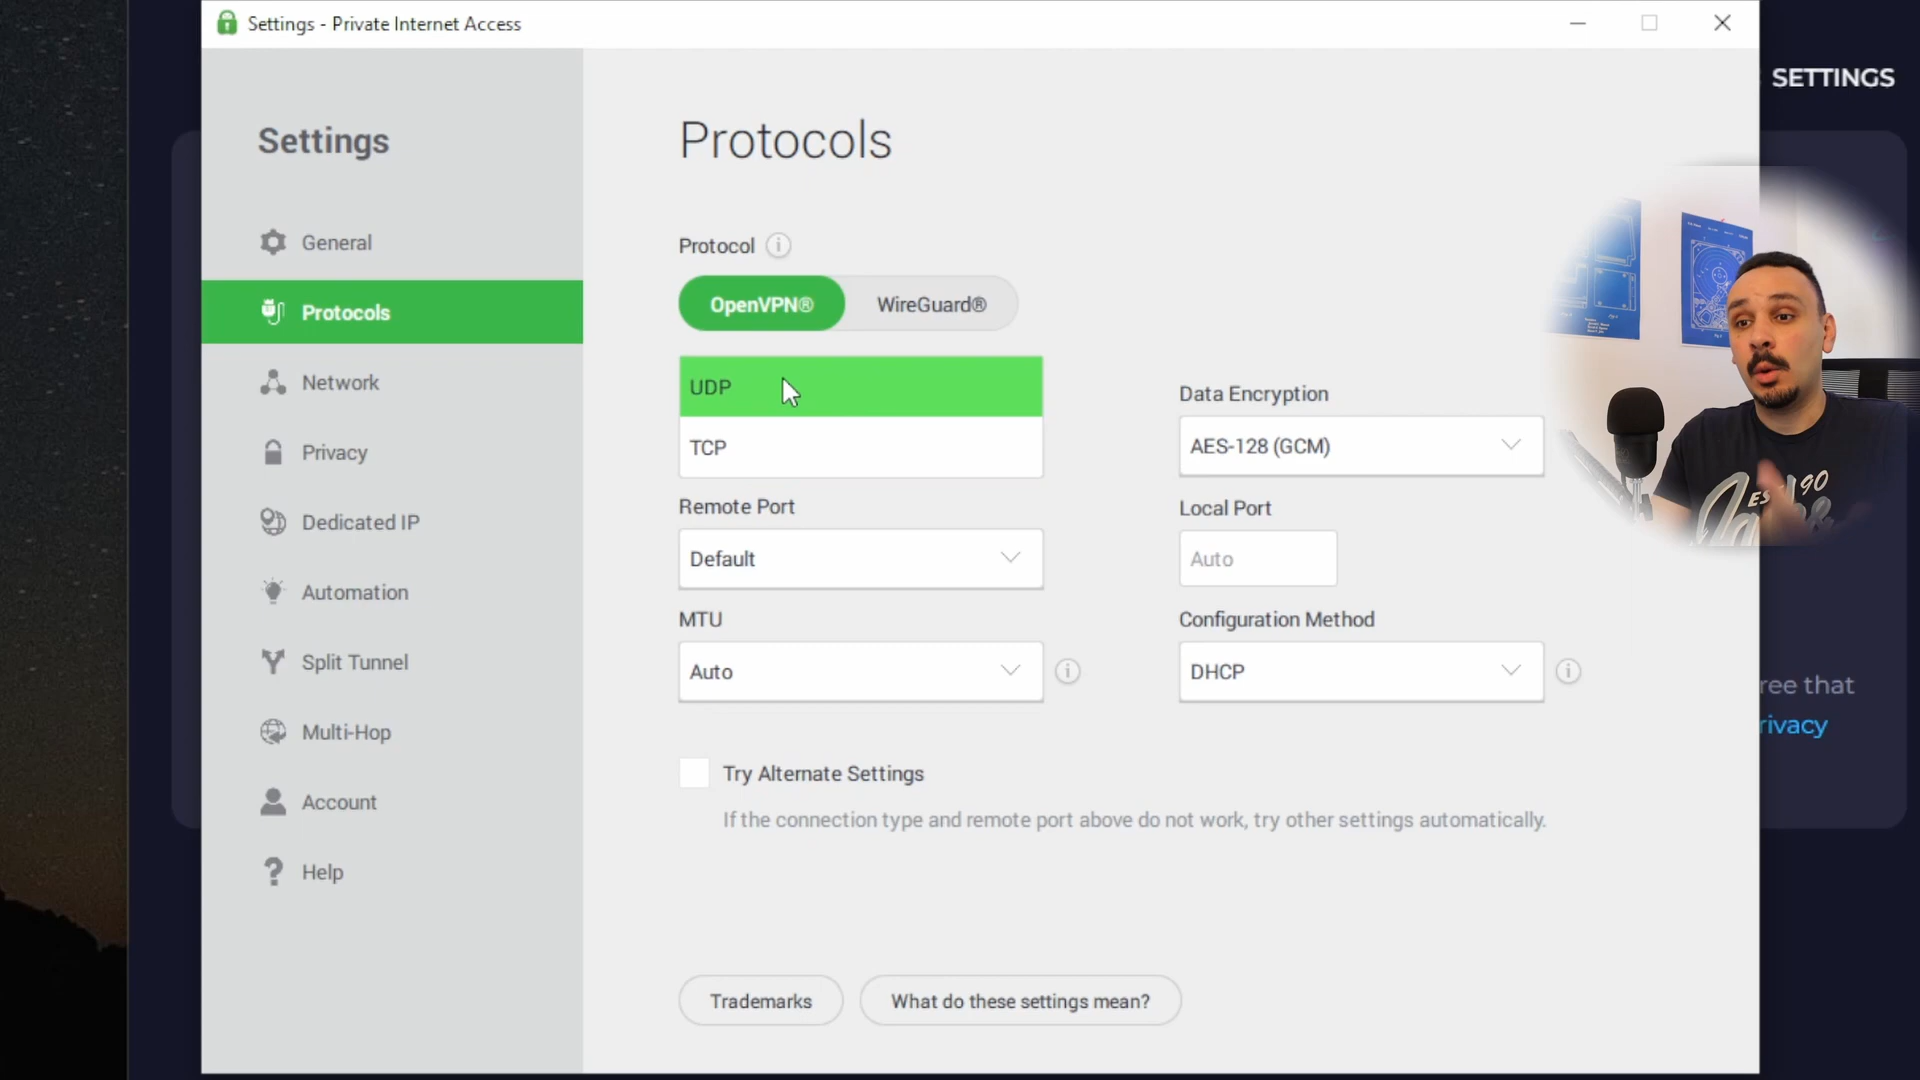 Settings - Private Internet Access
SETTINGS
Settings
General
Protocols
Network
Privacy
Dedicated IP
Automation
Split Tunnel
Multi-Hop
Account
Help
Protocols
Protocol
OpenVPN®
WireGuard®
UDP
TCP
Data Encryption
AES-128 (GCM)
Remote Port
Default
Local Port
Auto
MTU
Auto
Configuration Method
DHCP
Try Alternate Settings
If the connection type and remote port above do not work, try other settings automatically.
Trademarks
What do these settings mean?
ree that
rivacy
90